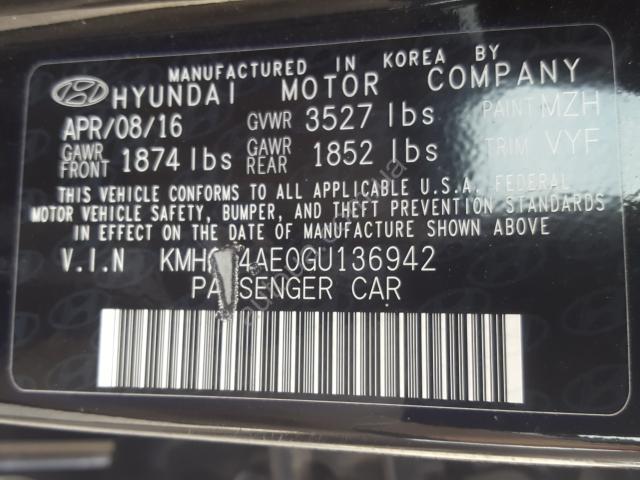 MANUFACTURED IN KOREA BY
HYUNDAI MOTOR COMPANY
APR/08/16 GVWR 3527 lbs PAINT MZH
GAWR FRONT 1874 lbs GAWR REAR 1852 lbs TRIM VYF
THIS VEHICLE CONFORMS TO ALL APPLICABLE U.S.A. FEDERAL
MOTOR VEHICLE SAFETY, BUMPER, AND THEFT PREVENTION STANDARDS
IN EFFECT ON THE DATE OF MANUFACTURE SHOWN ABOVE
V.I.N
PASSENGER CAR